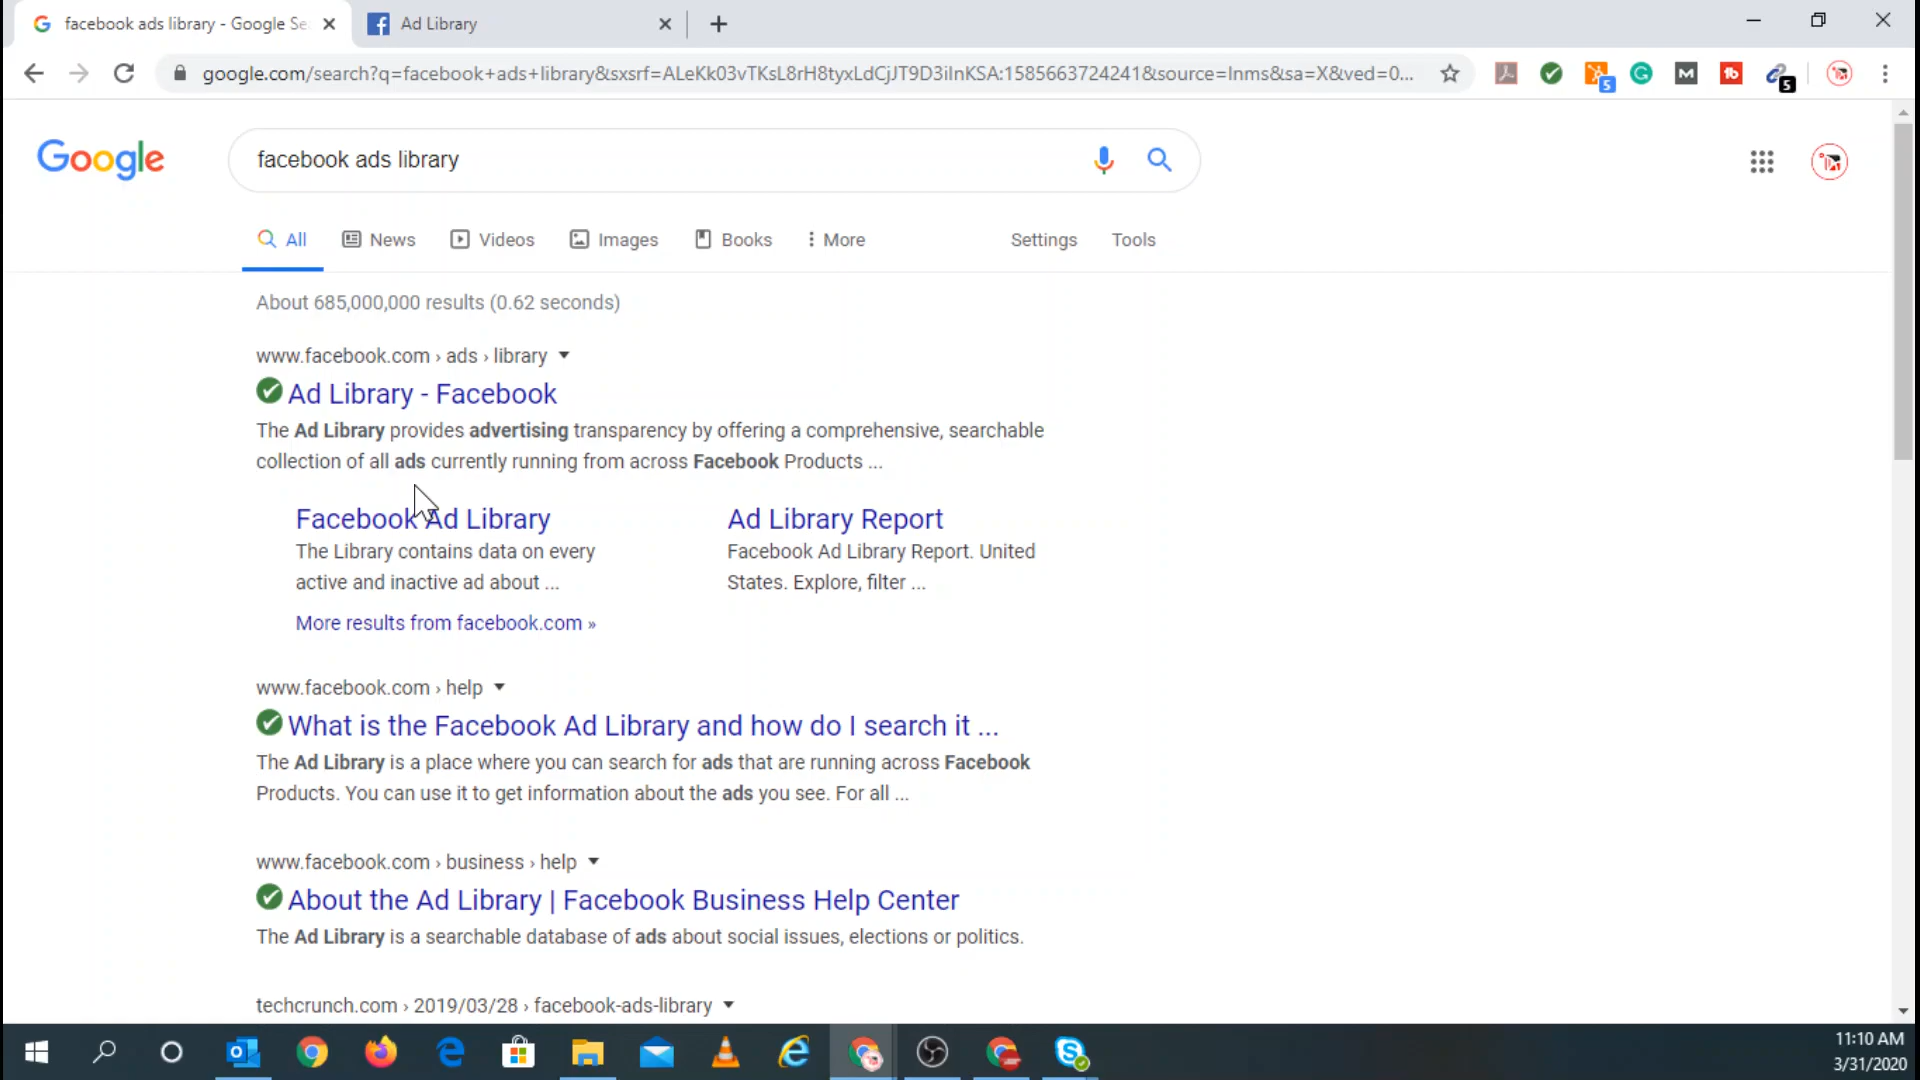 facebook ads library - Google Se
Ad Library
google.com/search?q=facebook+ads+library&sxsrf=ALeKk03vTKsL8rH8tyxLdCjJT9D3iInKSA:1585663724241&source=lnms&sa=X&ved=0...
5
M
tb
5
Google
facebook ads library
All
News
Videos
Images
Books
More
Settings
Tools
About 685,000,000 results (0.62 seconds)
www.facebook.com › ads › library
Ad Library - Facebook
The Ad Library provides advertising transparency by offering a comprehensive, searchable
collection of all ads currently running from across Facebook Products ...
Facebook Ad Library
The Library contains data on every
active and inactive ad about ...
Ad Library Report
Facebook Ad Library Report. United
States. Explore, filter ...
More results from facebook.com »
www.facebook.com › help
What is the Facebook Ad Library and how do I search it ...
The Ad Library is a place where you can search for ads that are running across Facebook
Products. You can use it to get information about the ads you see. For all ...
www.facebook.com › business › help
About the Ad Library | Facebook Business Help Center
The Ad Library is a searchable database of ads about social issues, elections or politics.
techcrunch.com › 2019/03/28 › facebook-ads-library
11:10 AM
3/31/2020